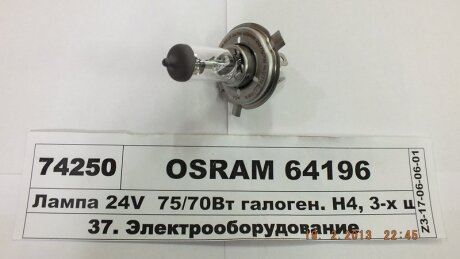 74250
OSRAM 64196
Z3-17-06-06-01
Лампа 24V 75/70Вт галоген. H4, 3-х ш
37. Электрооборудование
2 2013 22:45